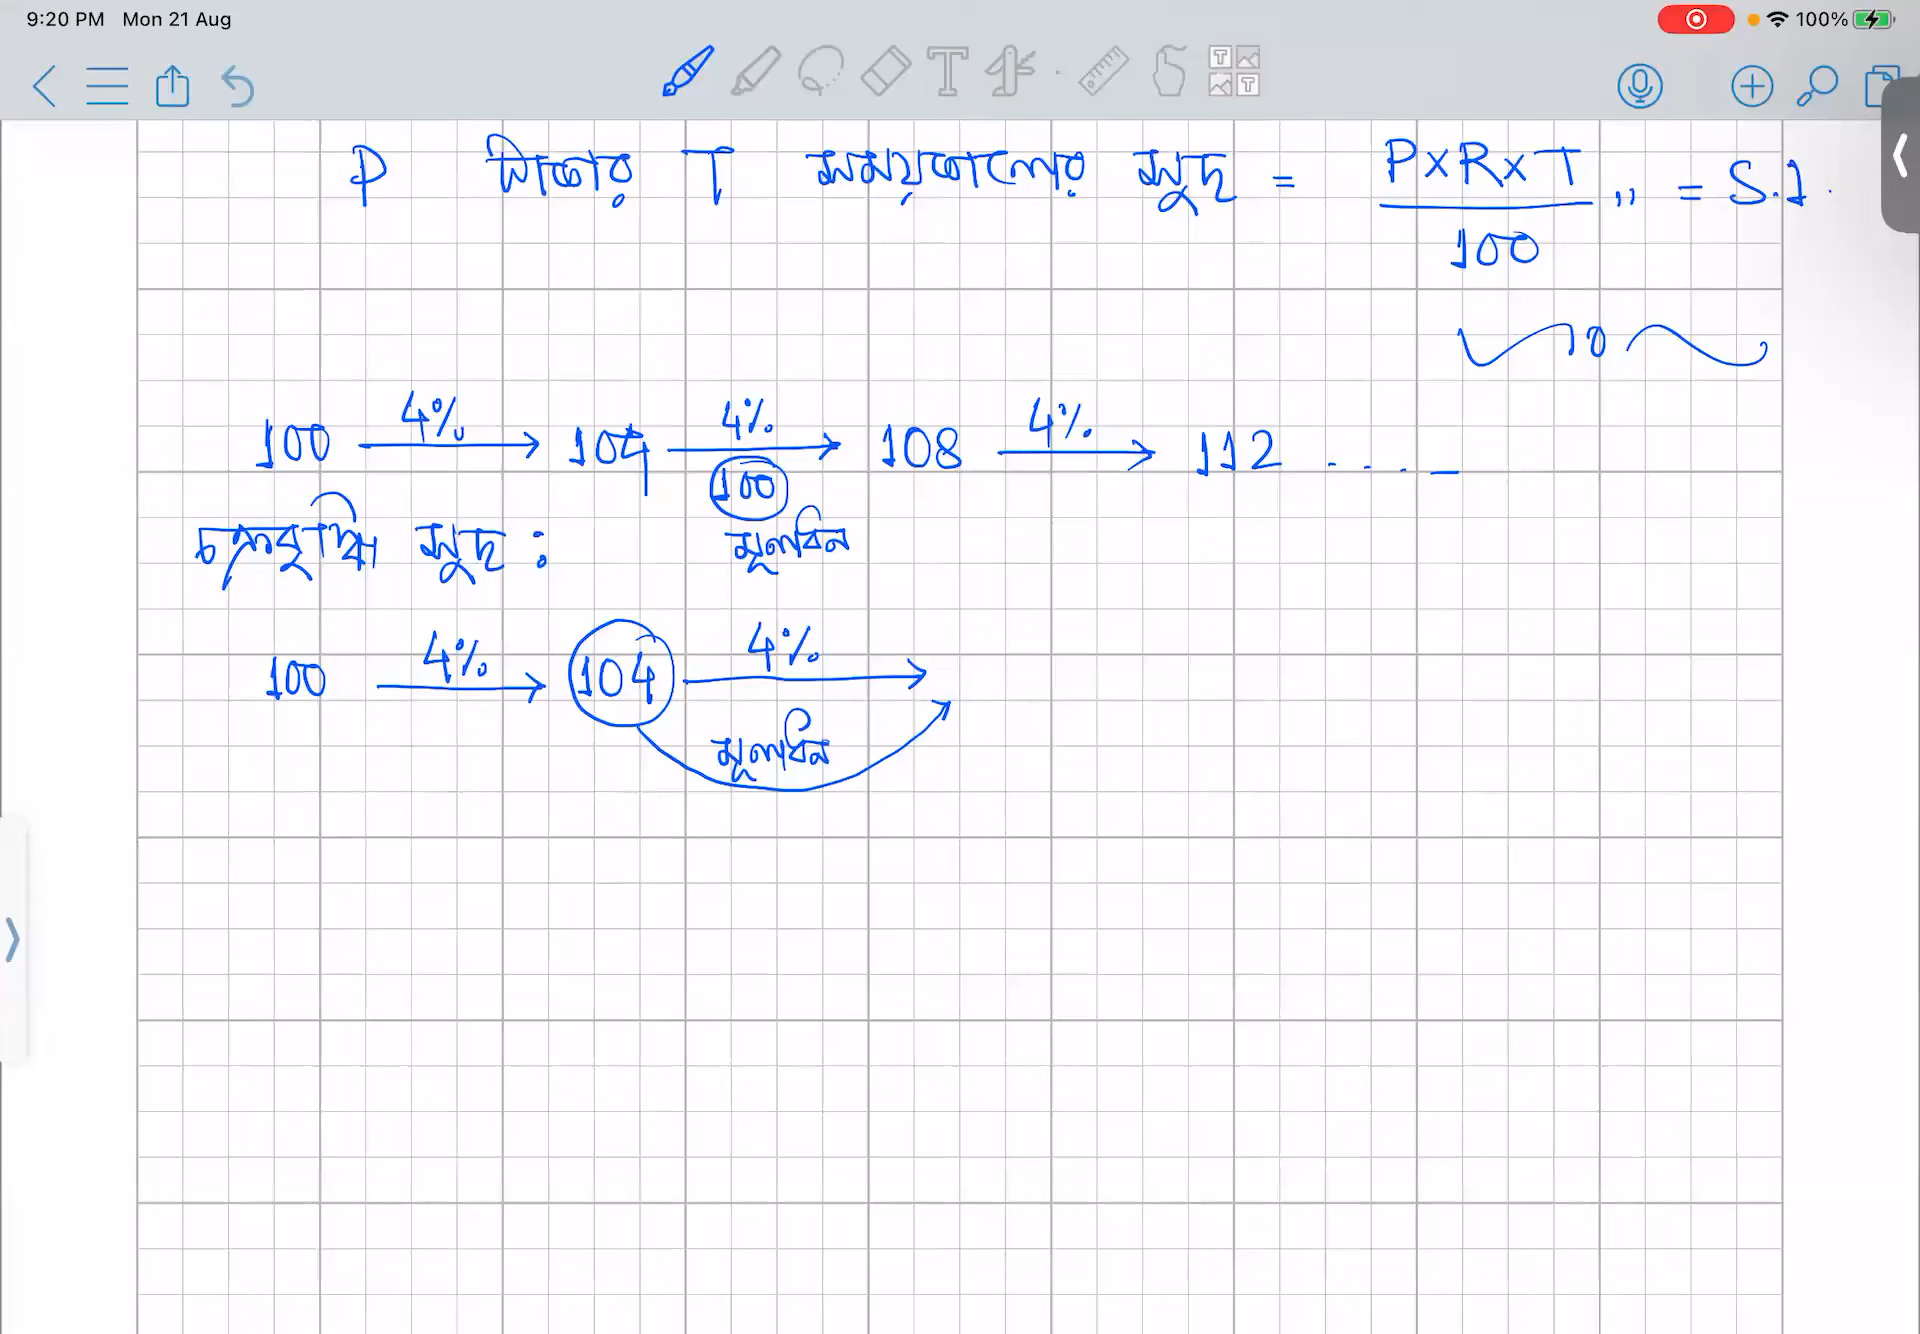 9:20 PM Mon 21 Aug 100%
P টাকার T সময়কালের সুদ = P×R×T / 100 ,, = S.I.
100 4% → 104 4% → 108 4% → 112 .....
100
চক্রবৃদ্ধি সুদ : মূলধন
100 4% → 104 4% →
মূলধন